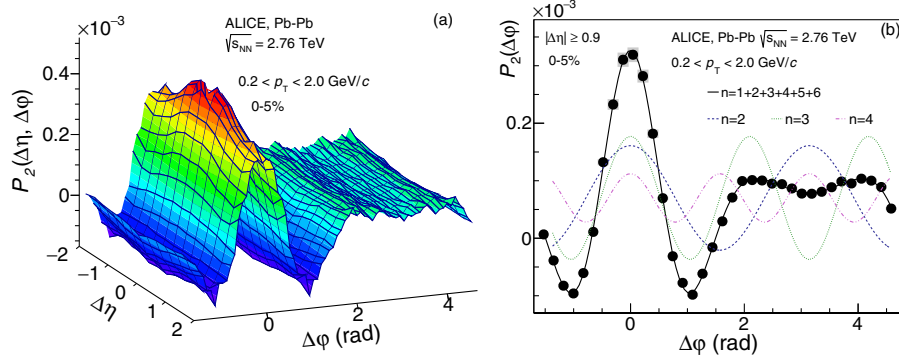 ×10⁻³
(a)
ALICE, Pb-Pb
√s_NN = 2.76 TeV
0.2 < p_T < 2.0 GeV/c
0-5%
P₂(Δη, Δφ)
0.4
0.2
0
−2
−1
0
1
2
Δη
0
2
4
Δφ (rad)
×10⁻³
(b)
|Δη| ≥ 0.9
ALICE, Pb-Pb √s_NN = 2.76 TeV
0-5%
0.2 < p_T < 2.0 GeV/c
n=1+2+3+4+5+6
n=2
n=3
n=4
P₂(Δφ)
0.2
0
0
2
4
Δφ (rad)